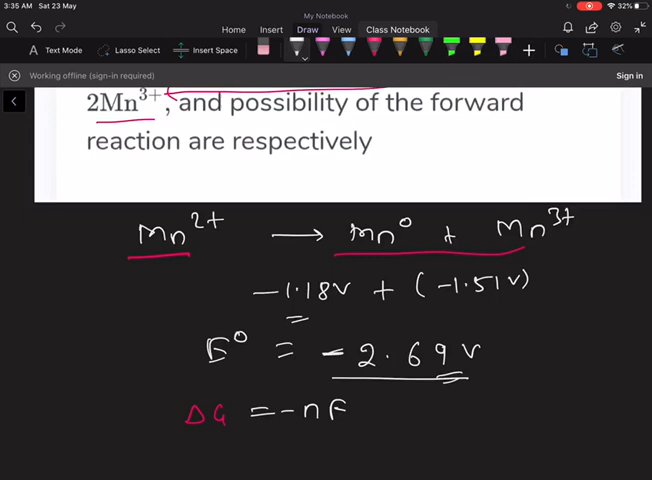 3:35 AM Sat 23 May
32%
My Notebook
Home Insert Draw View Class Notebook
Text Mode Lasso Select Insert Space
Working offline (sign-in required) Sign in
2Mn³⁺, and possibility of the forward
reaction are respectively
Mn²⁺ → Mn⁰ + Mn³⁺
-1.18V + (-1.51V)
E⁰ = -2.69 V
ΔG = -nF